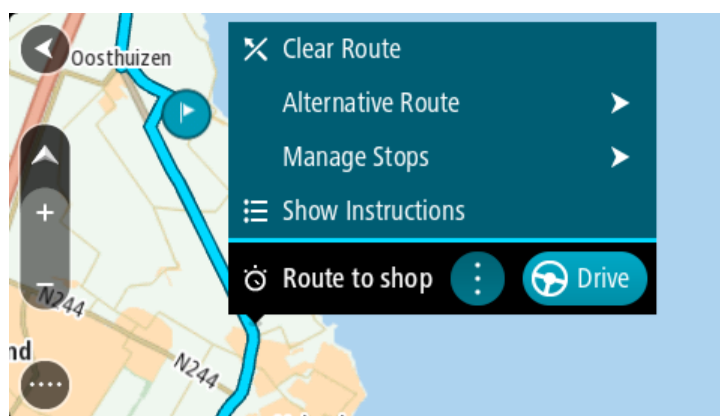 Oosthuizen
Clear Route
Alternative Route
Manage Stops
Show Instructions
Route to shop
Drive
N244
nd
N244